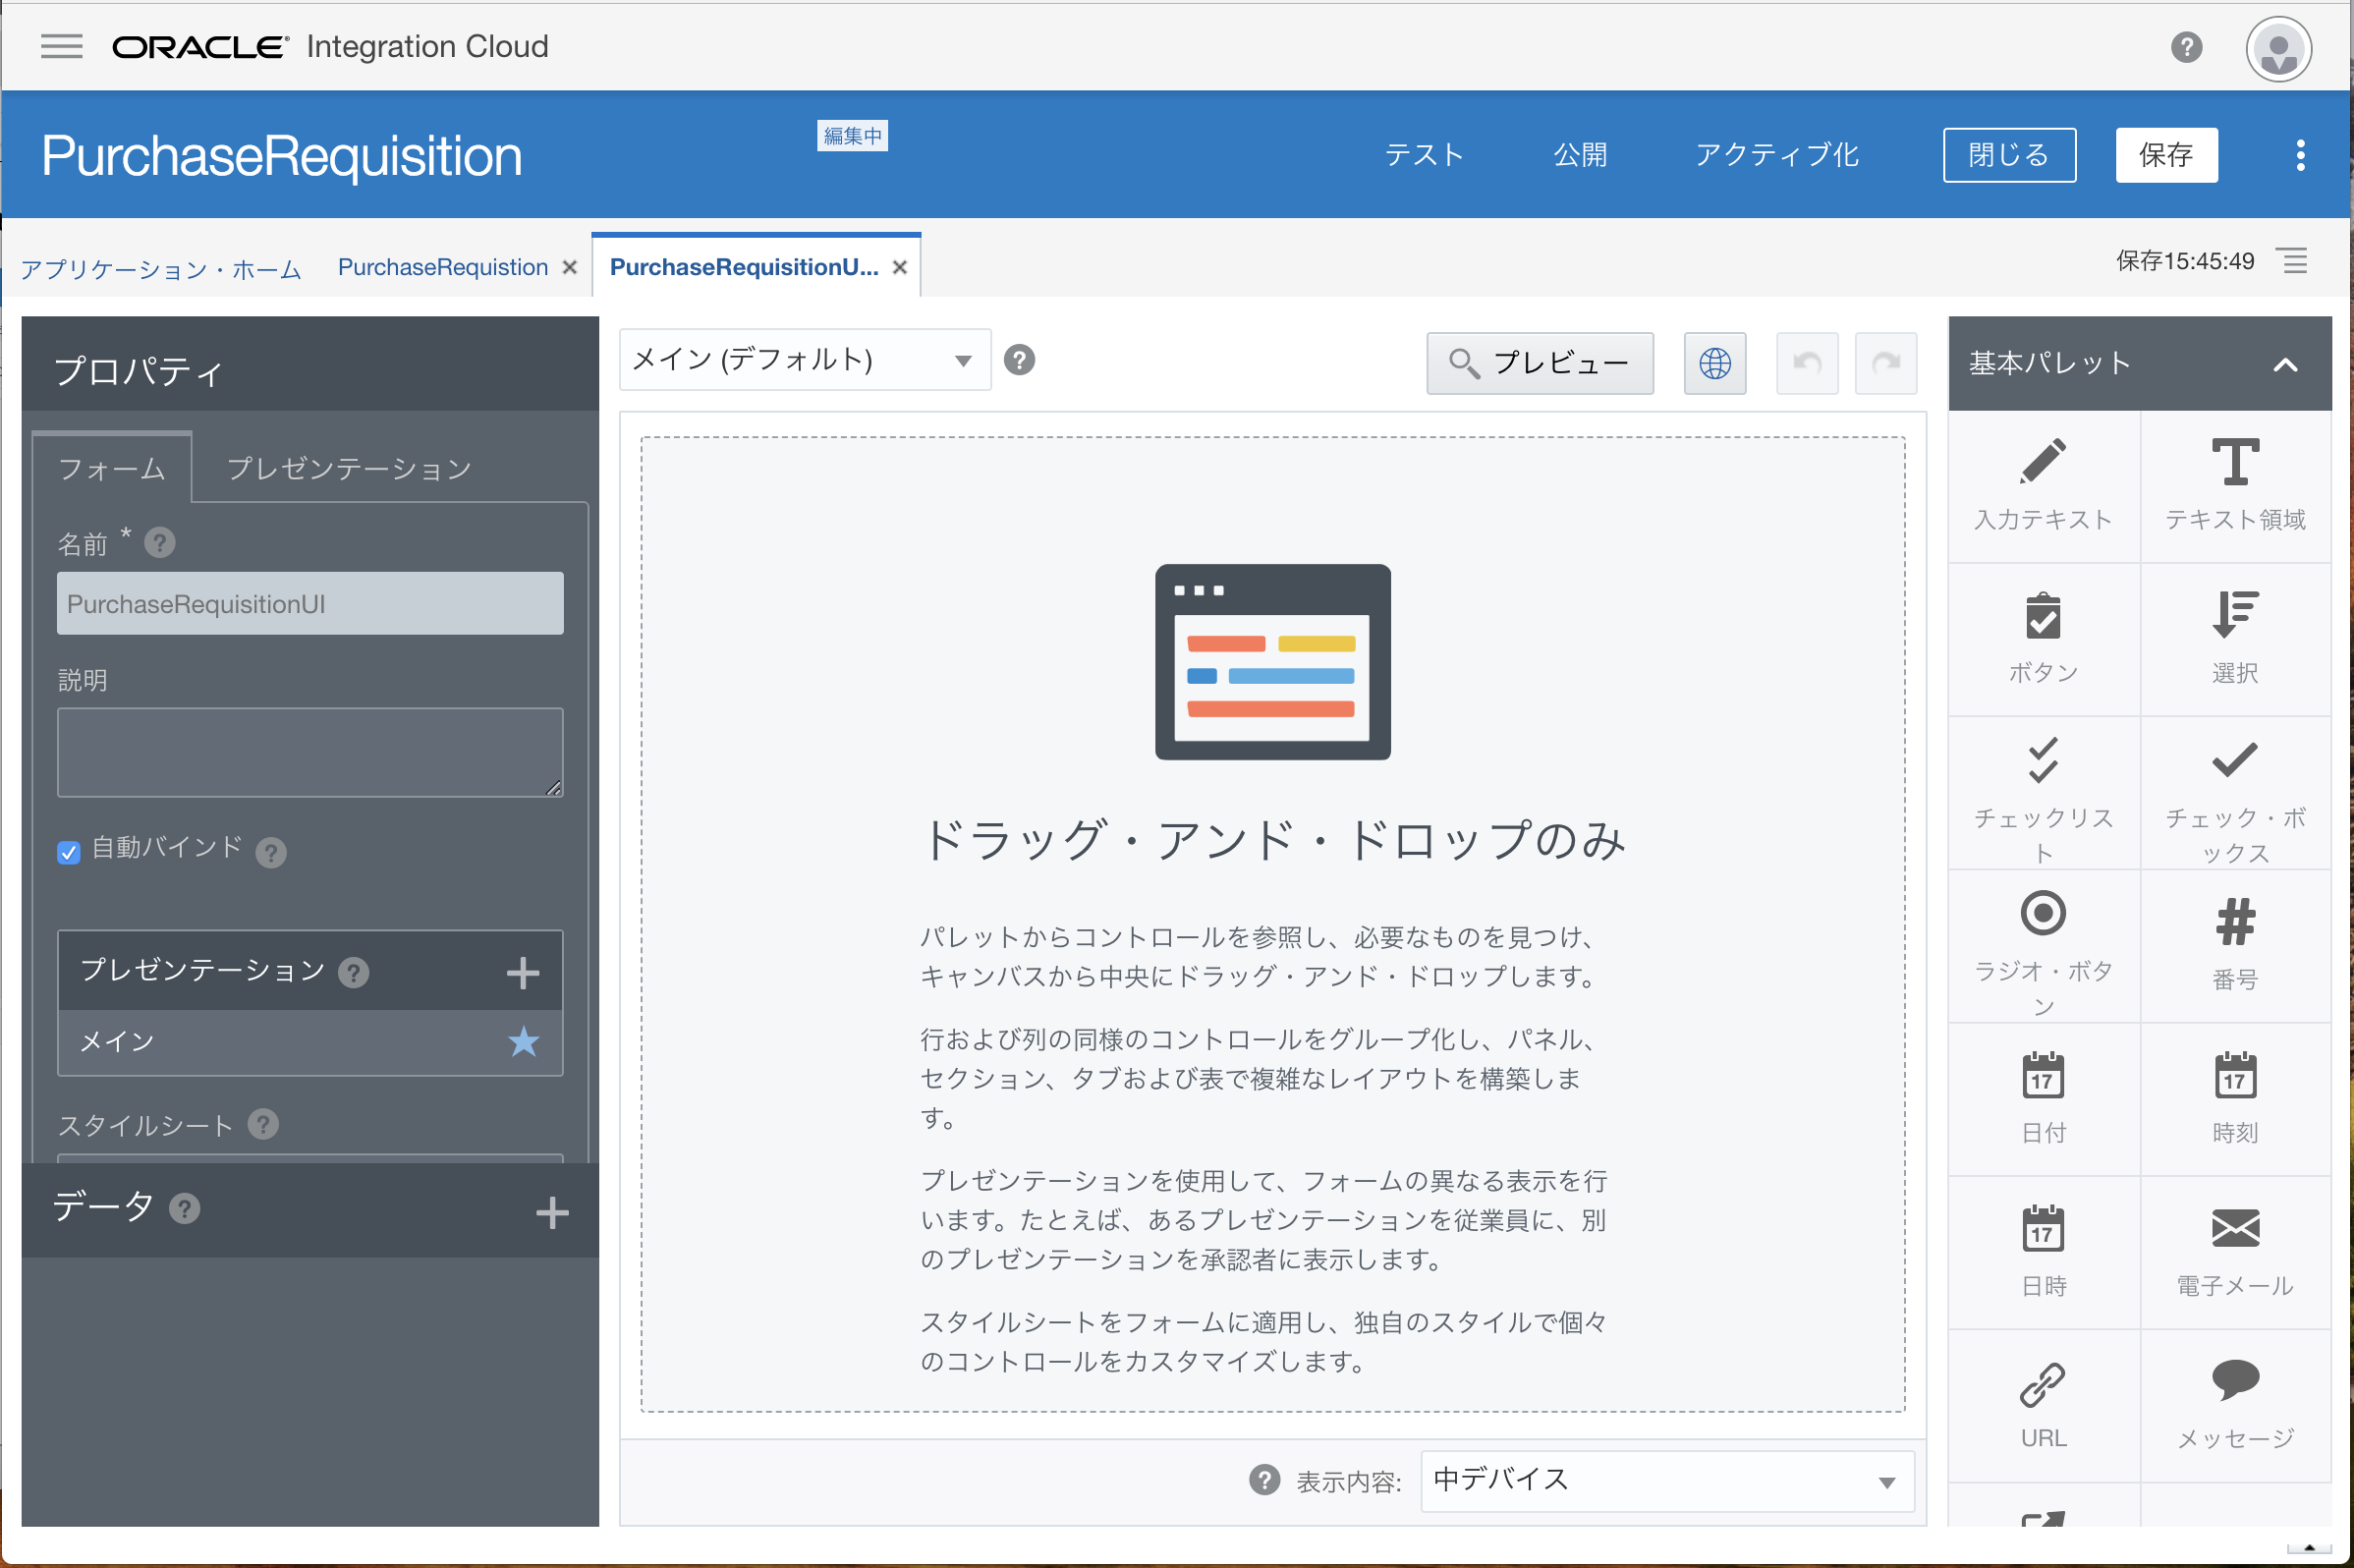 ORACLE Integration Cloud
PurchaseRequisition
編集中
テスト
公開
アクティブ化
閉じる
保存
アプリケーション・ホーム
PurchaseRequistion
PurchaseRequisitionU...
保存15:45:49
プロパティ
フォーム
プレゼンテーション
名前 *
PurchaseRequisitionUI
説明
自動バインド
プレゼンテーション
メイン
スタイルシート
データ
メイン (デフォルト)
プレビュー
ドラッグ・アンド・ドロップのみ
パレットからコントロールを参照し、必要なものを見つけ、
キャンバスから中央にドラッグ・アンド・ドロップします。
行および列の同様のコントロールをグループ化し、パネル、
セクション、タブおよび表で複雑なレイアウトを構築しま
す。
プレゼンテーションを使用して、フォームの異なる表示を行
います。たとえば、あるプレゼンテーションを従業員に、別
のプレゼンテーションを承認者に表示します。
スタイルシートをフォームに適用し、独自のスタイルで個々
のコントロールをカスタマイズします。
表示内容:
中デバイス
基本パレット
入力テキスト
テキスト領域
ボタン
選択
チェックリス
ト
チェック・ボ
ックス
ラジオ・ボタ
ン
番号
17
日付
17
時刻
17
日時
電子メール
URL
メッセージ